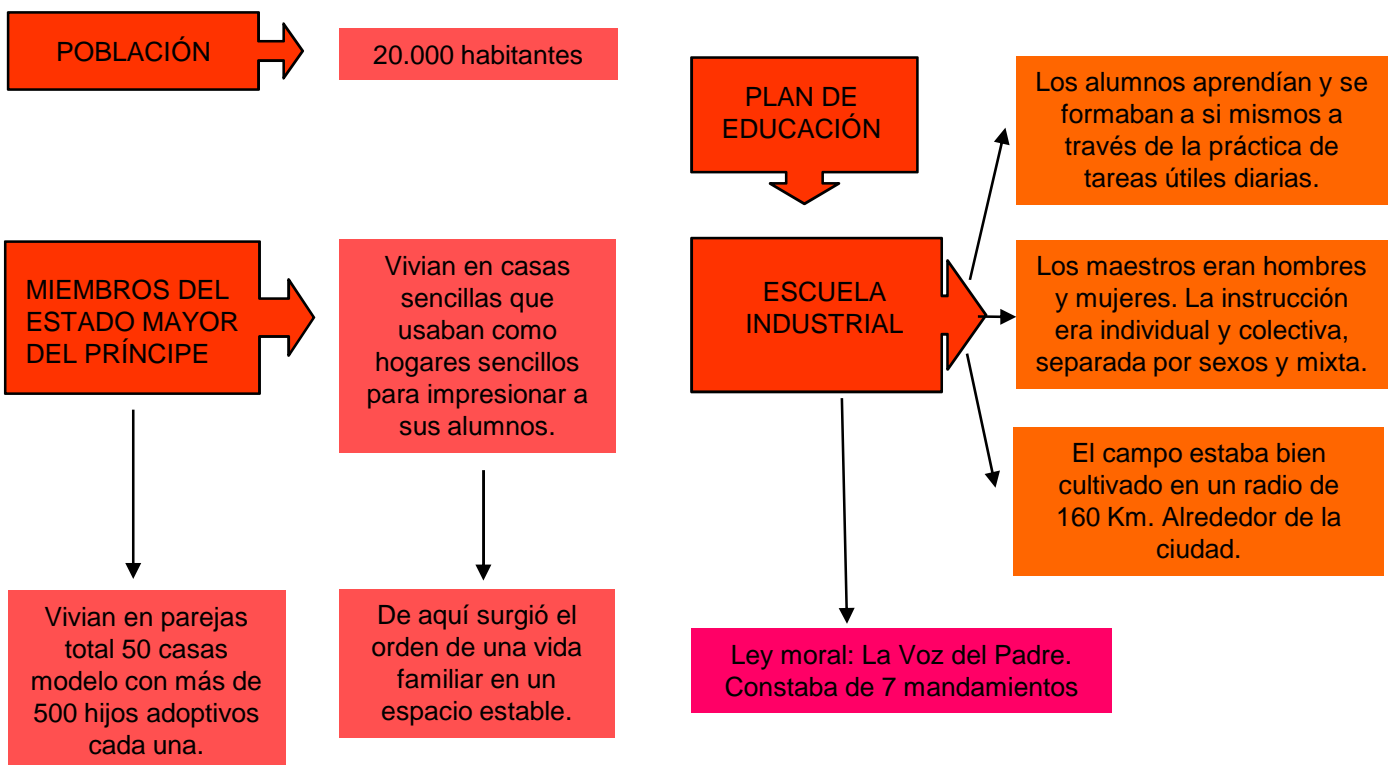 POBLACIÓN
20.000 habitantes
MIEMBROS DEL
ESTADO MAYOR
DEL PRÍNCIPE
Vivian en casas
sencillas que
usaban como
hogares sencillos
para impresionar a
sus alumnos.
Vivian en parejas
total 50 casas
modelo con más de
500 hijos adoptivos
cada una.
De aquí surgió el
orden de una vida
familiar en un
espacio estable.
PLAN DE
EDUCACIÓN
ESCUELA
INDUSTRIAL
Los alumnos aprendían y se
formaban a si mismos a
través de la práctica de
tareas útiles diarias.
Los maestros eran hombres
y mujeres. La instrucción
era individual y colectiva,
separada por sexos y mixta.
El campo estaba bien
cultivado en un radio de
160 Km. Alrededor de la
ciudad.
Ley moral: La Voz del Padre.
Constaba de 7 mandamientos